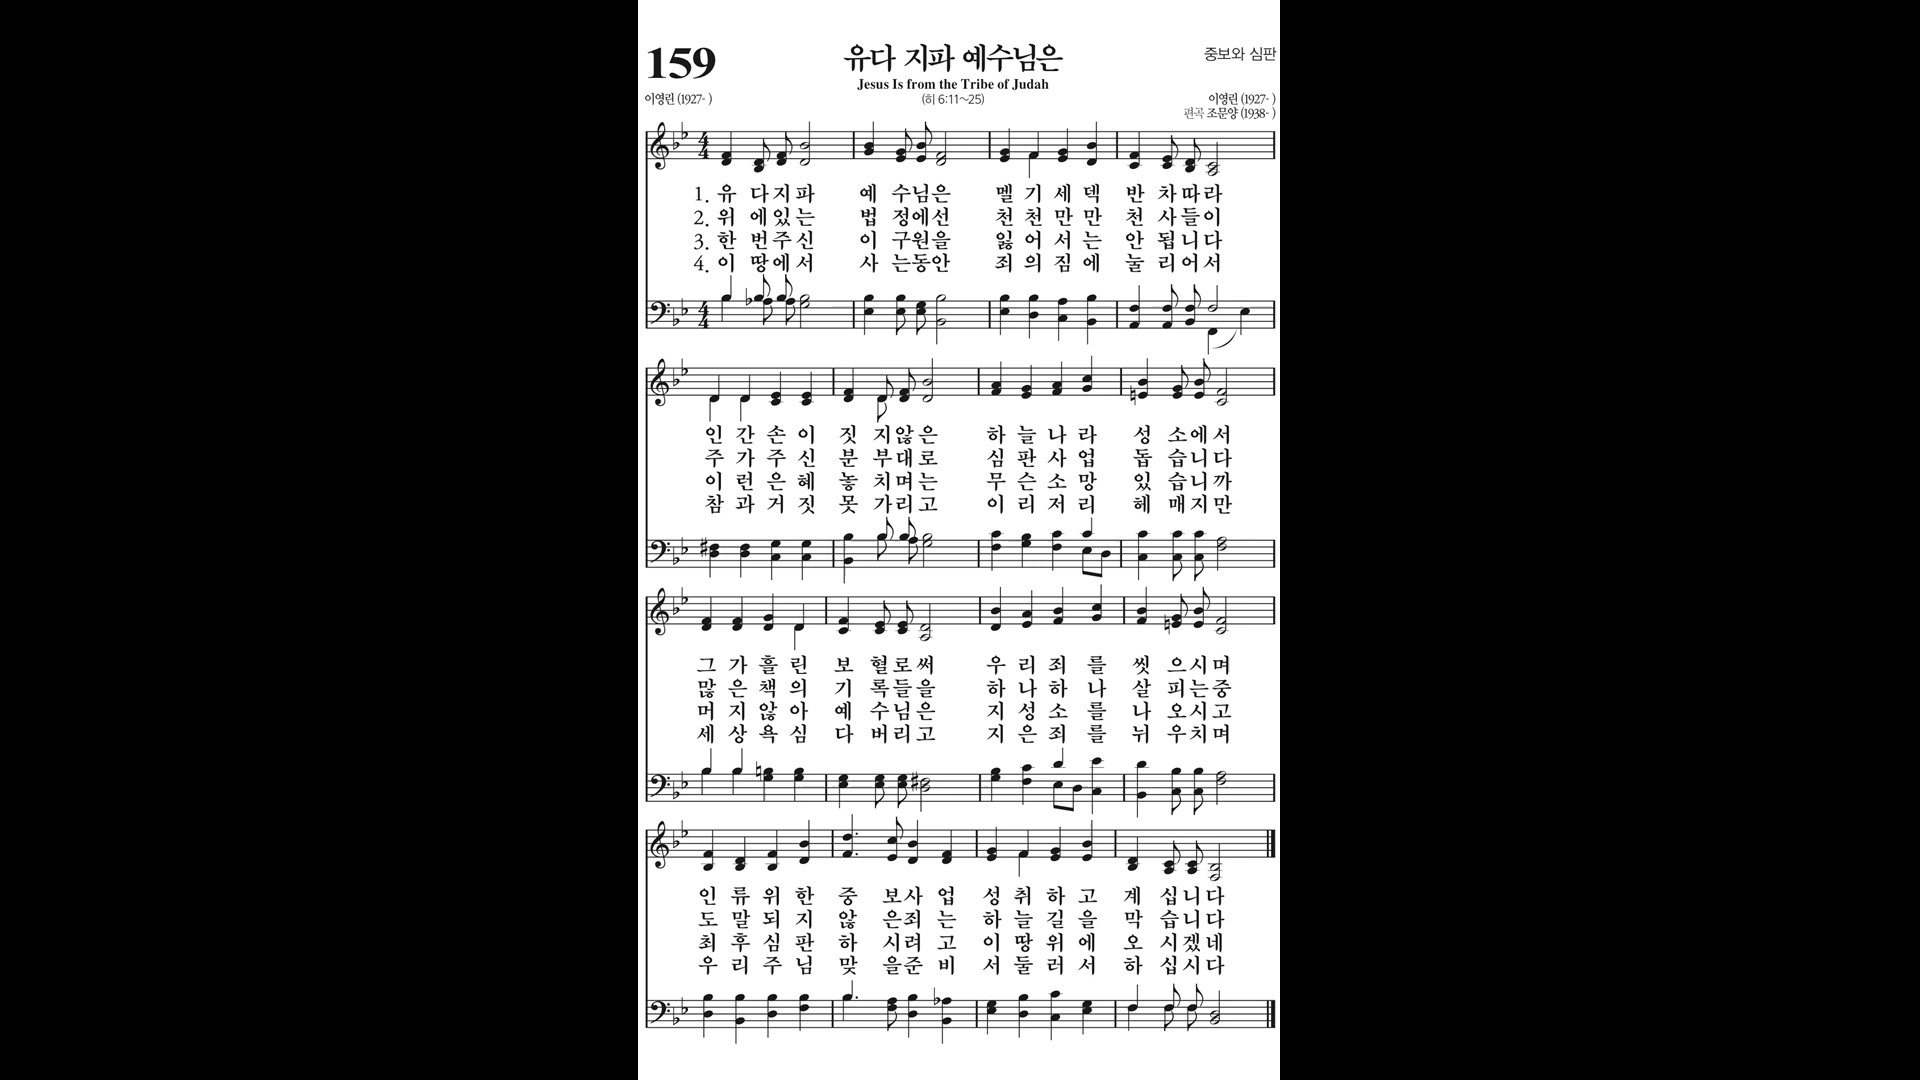 159
유다 지파 예수님은
중보와 심판
Jesus Is from the Tribe of Judah
이영린 (1927- )
(히 6:11~25)
이영린 (1927- )
편곡 조문양 (1938- )
1. 유 다지파 예 수님은 멜 기 세 덱 반 차따라
2. 위 에있는 법 정에선 천 천 만 만 천 사들이
3. 한 번주신 이 구원을 잃 어 서 는 안 됩니다
4. 이 땅에서 사 는동안 죄 의 짐 에 눌 리어서
인 간 손 이 짓 지않은 하 늘 나 라 성 소에서
주 가 주 신 분 부대로 심 판 사 업 돕 습니다
이 런 은 혜 놓 치며는 무 슨 소 망 있 습니까
참 과 거 짓 못 가리고 이 리 저 리 헤 매지만
그 가 흘 린 보 혈로써 우 리 죄 를 씻 으시며
많 은 책 의 기 록들을 하 나 하 나 살 피는중
머 지 않 아 예 수님은 지 성 소 를 나 오시고
세 상 욕 심 다 버리고 지 은 죄 를 뉘 우치며
인 류 위 한 중 보사 업 성 취 하 고 계 십니다
도 말 되 지 않 은죄 는 하 늘 길 을 막 습니다
최 후 심 판 하 시려 고 이 땅 위 에 오 시겠네
우 리 주 님 맞 을준 비 서 둘 러 서 하 십시다